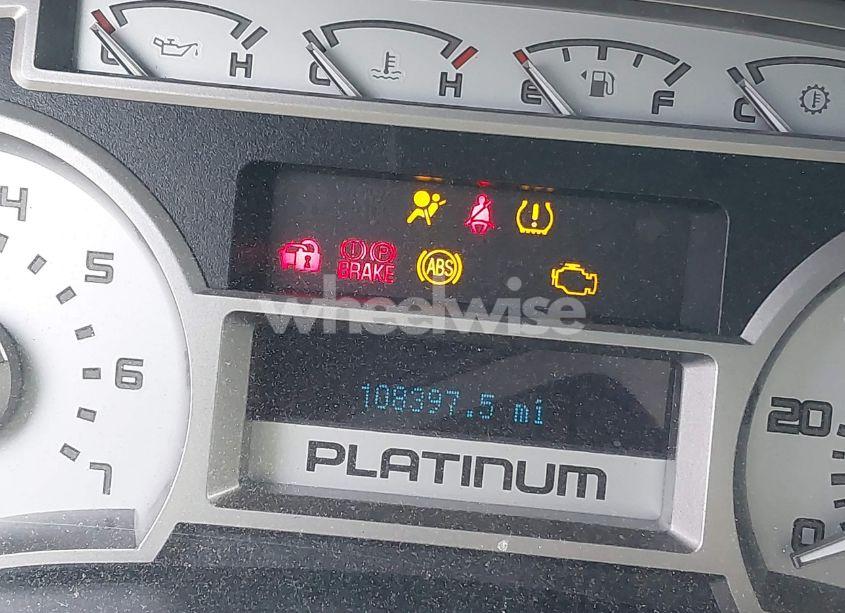 C H C H E F C
4
5
6
7
! P
BRAKE ABS
wheelwise
108397.5 mi
PLATINUM
20
0